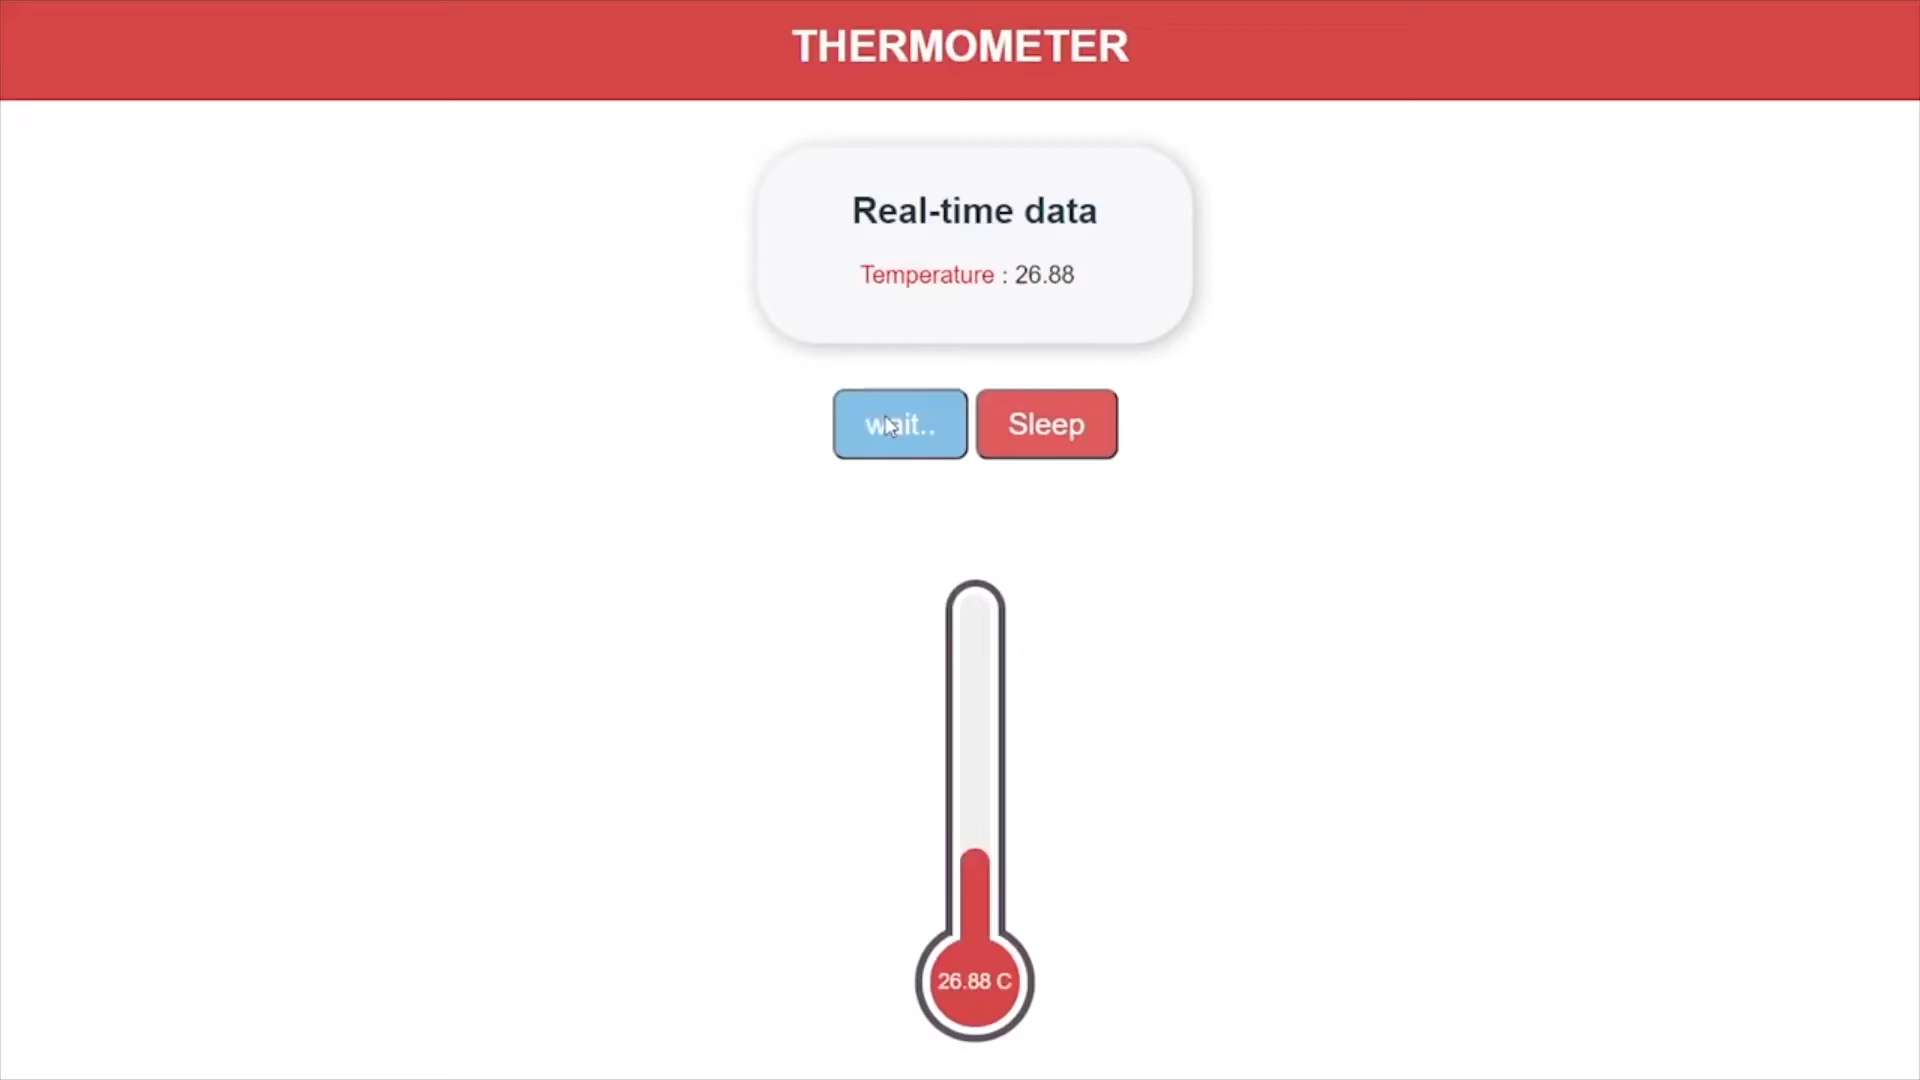 THERMOMETER
Real-time data
Temperature : 26.88
wait..
Sleep
26.88 C